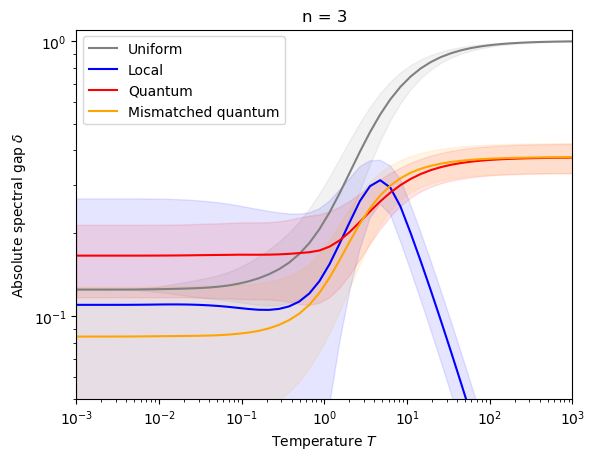 n = 3
Uniform
Local
Quantum
Mismatched quantum
Absolute spectral gap δ
10⁰
10⁻¹
10⁻³ 10⁻² 10⁻¹ 10⁰ 10¹ 10² 10³
Temperature T